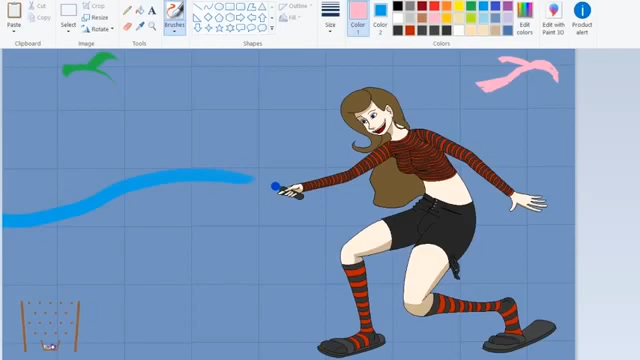 Cut
Copy
Select
Crop
Resize
Rotate
Brushes
Outline
Fill
Size
Color
1
Color
2
Edit
colors
Edit with
Paint 3D
Product
alert
Clipboard
Image
Tools
Shapes
Colors